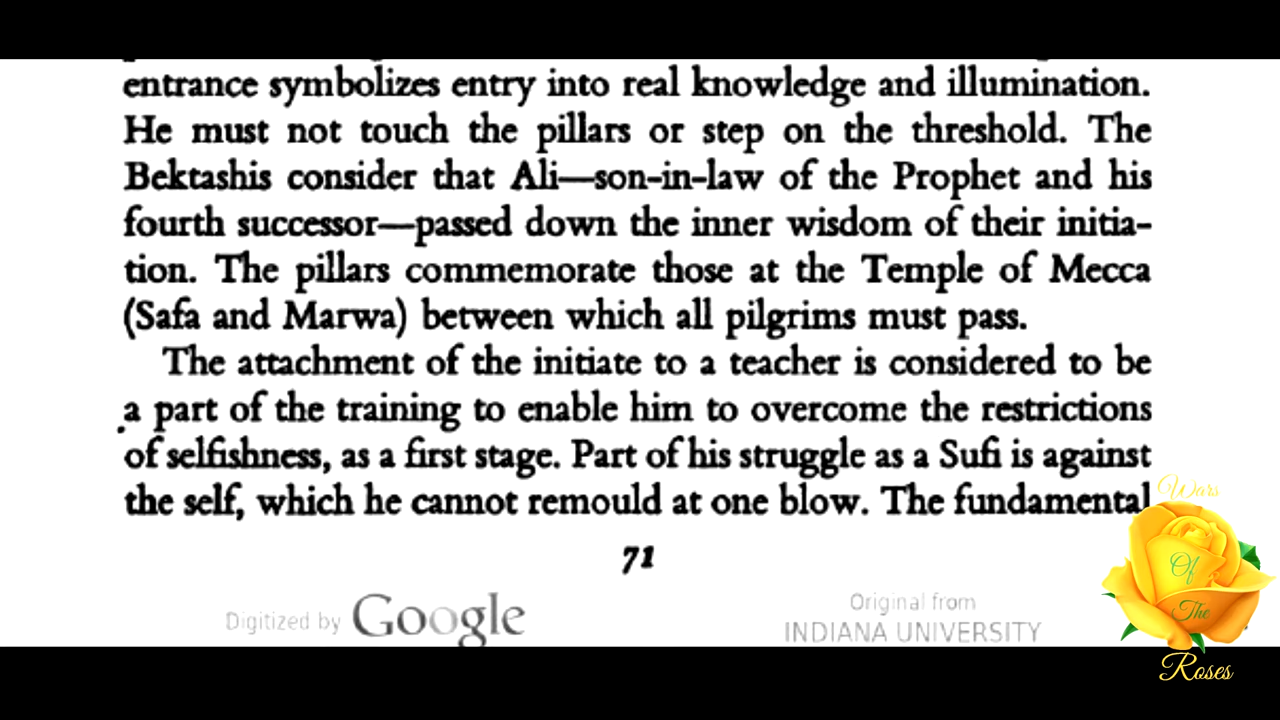 entrance symbolizes entry into real knowledge and illumination.
He must not touch the pillars or step on the threshold. The
Bektashis consider that Ali—son-in-law of the Prophet and his
fourth successor—passed down the inner wisdom of their initia-
tion. The pillars commemorate those at the Temple of Mecca
(Safa and Marwa) between which all pilgrims must pass.
The attachment of the initiate to a teacher is considered to be
a part of the training to enable him to overcome the restrictions
of selfishness, as a first stage. Part of his struggle as a Sufi is against
the self, which he cannot remould at one blow. The fundamental
71
Digitized by Google
Original from
INDIANA UNIVERSITY
Wars
Of
The
Roses